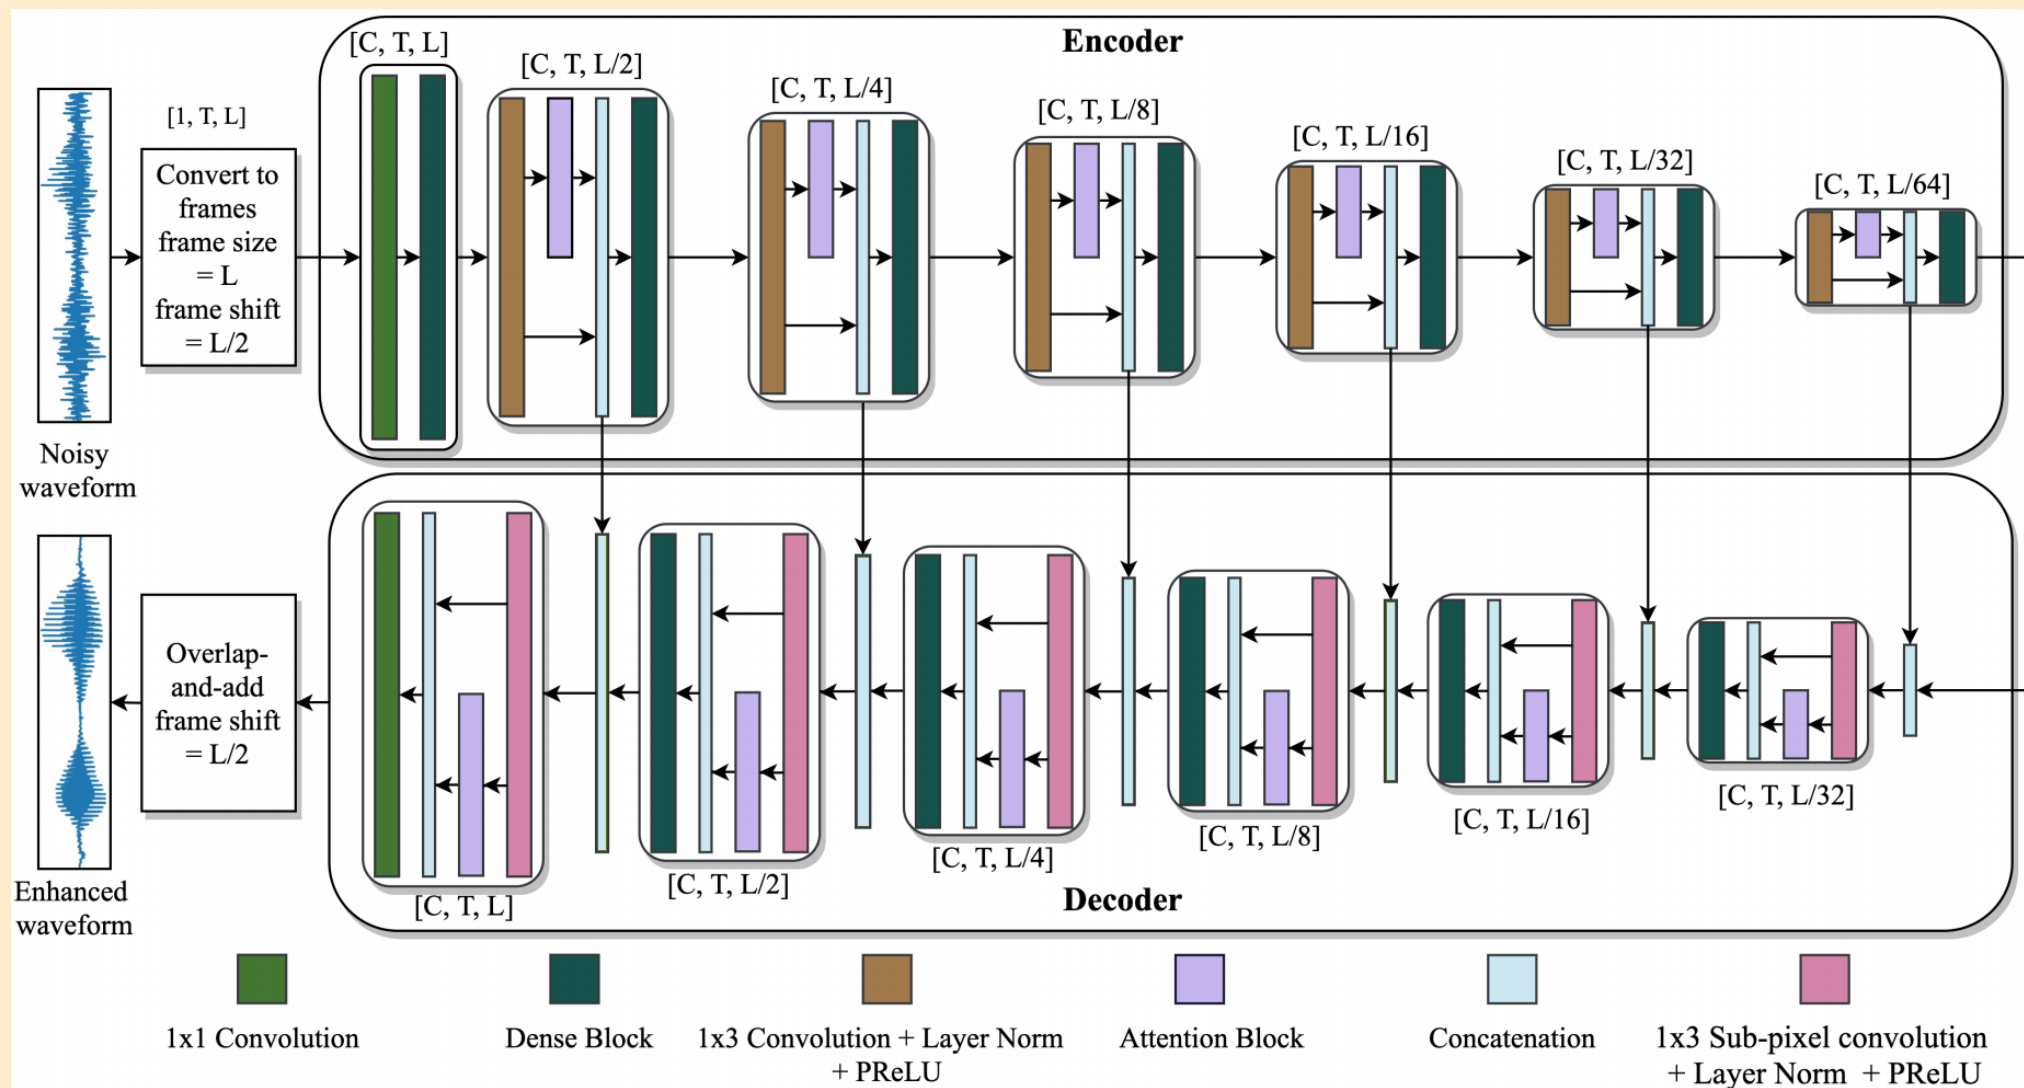 Encoder
[C, T, L]
[C, T, L/2]
[C, T, L/4]
[C, T, L/8]
[C, T, L/16]
[C, T, L/32]
[C, T, L/64]
[1, T, L]
Convert to
frames
frame size
= L
frame shift
= L/2
Noisy
waveform
Overlap-
and-add
frame shift
= L/2
Enhanced
waveform
[C, T, L]
[C, T, L/2]
[C, T, L/4]
[C, T, L/8]
[C, T, L/16]
[C, T, L/32]
Decoder
1x1 Convolution
Dense Block
1x3 Convolution + Layer Norm
+ PReLU
Attention Block
Concatenation
1x3 Sub-pixel convolution
+ Layer Norm + PReLU